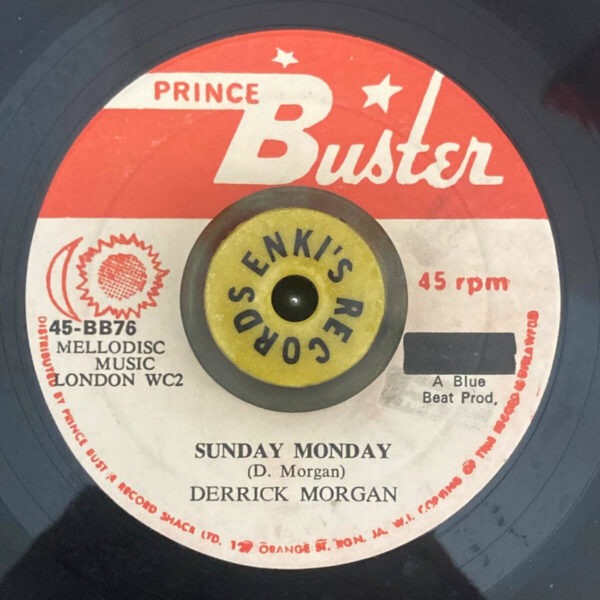 PRINCE
Buster
ENKI'S RECORDS
45 rpm
45-BB76
MELLODISC
MUSIC
LONDON WC2
A Blue
Beat Prod,
SUNDAY MONDAY
(D. Morgan)
DERRICK MORGAN
DISTRIBUTED BY PRINCE BUSTER RECORD SHACK LTD. 127 ORANGE ST. KGN. JA. W.I. COPYING OF THIS RECORD IS UNLAWFUL